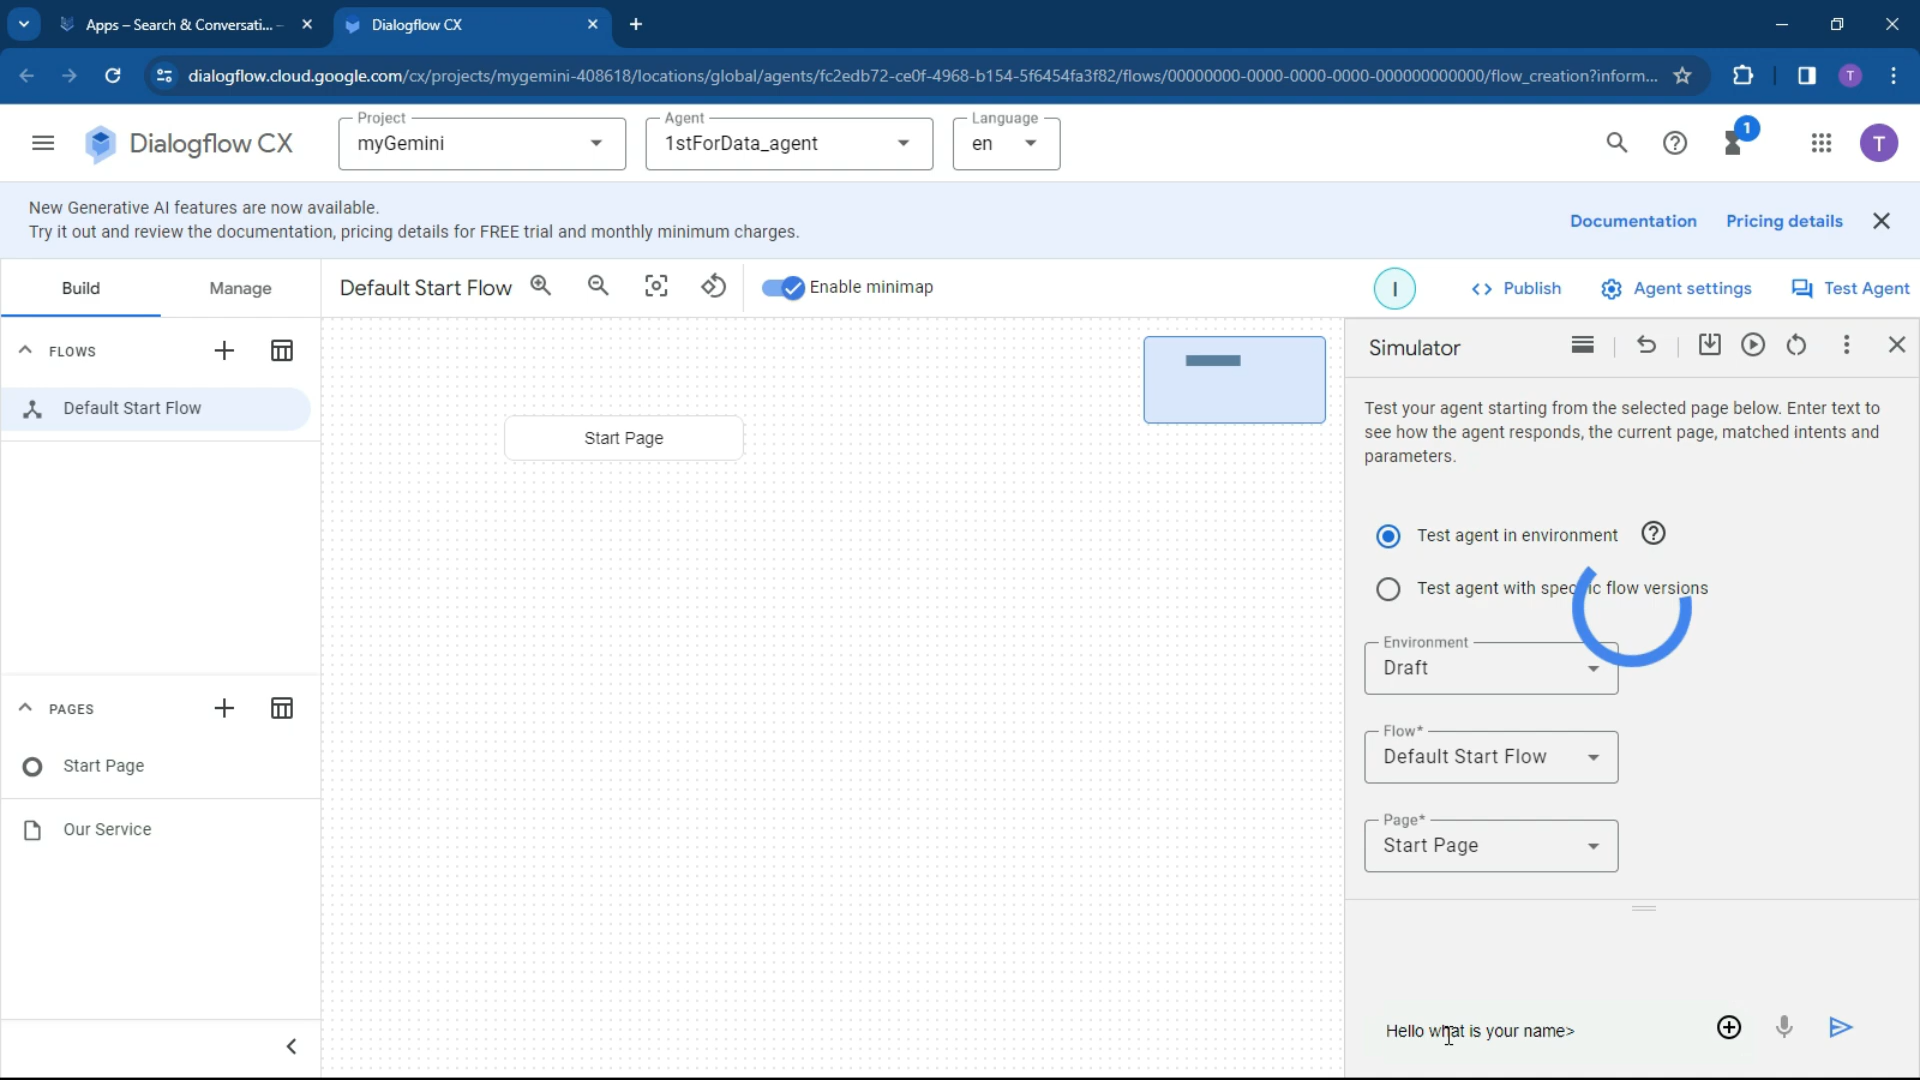 Apps – Search & Conversati... –
Dialogflow CX
dialogflow.cloud.google.com/cx/projects/mygemini-408618/locations/global/agents/fc2edb72-ce0f-4968-b154-5f6454fa3f82/flows/00000000-0000-0000-0000-000000000000/flow_creation?inform...
T
Dialogflow CX
Project
myGemini
Agent
1stForData_agent
Language
en
1
T
New Generative AI features are now available.
Try it out and review the documentation, pricing details for FREE trial and monthly minimum charges.
Documentation
Pricing details
Build
Manage
Default Start Flow
Enable minimap
I
Publish
Agent settings
Test Agent
FLOWS
Default Start Flow
Start Page
PAGES
Start Page
Our Service
Simulator
Test your agent starting from the selected page below. Enter text to
see how the agent responds, the current page, matched intents and
parameters.
Test agent in environment
Test agent with specific flow versions
Environment
Draft
Flow*
Default Start Flow
Page*
Start Page
Hello what is your name>